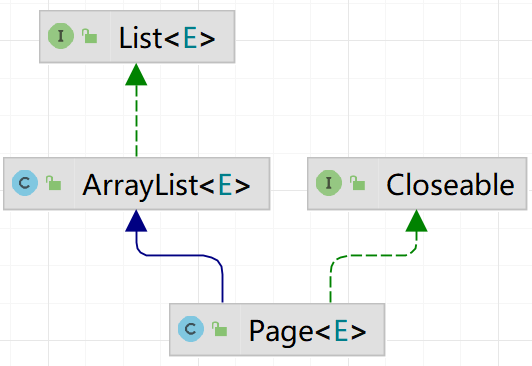 I List<E>
C ArrayList<E>
I Closeable
C Page<E>